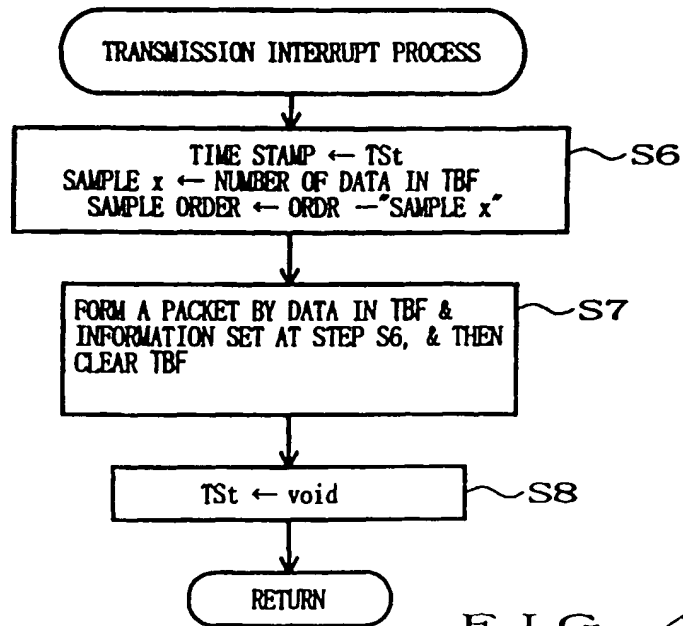 TRANSMISSION INTERRUPT PROCESS
TIME STAMP ← TSt
SAMPLE x ← NUMBER OF DATA IN TBF
SAMPLE ORDER ← ORDR —"SAMPLE x"
S6
FORM A PACKET BY DATA IN TBF &
INFORMATION SET AT STEP S6, & THEN
CLEAR TBF
S7
TSt ← void
S8
RETURN
FIG.